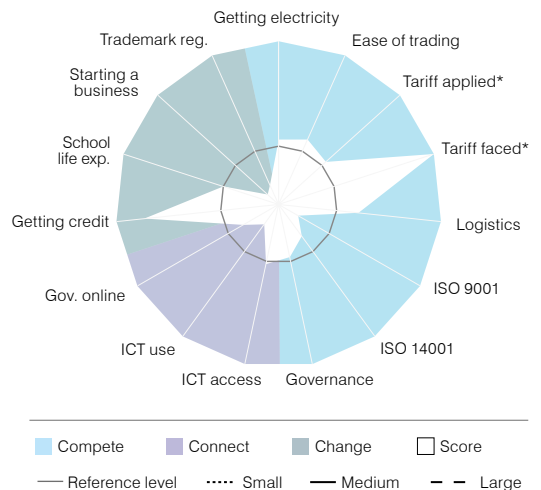 Getting electricity
Trademark reg.
Ease of trading
Starting a
business
Tariff applied*
School
life exp.
Tariff faced*
Getting credit
Logistics
Gov. online
ISO 9001
ICT use
ISO 14001
ICT access
Governance
Compete
Connect
Change
Score
Reference level
Small
Medium
Large